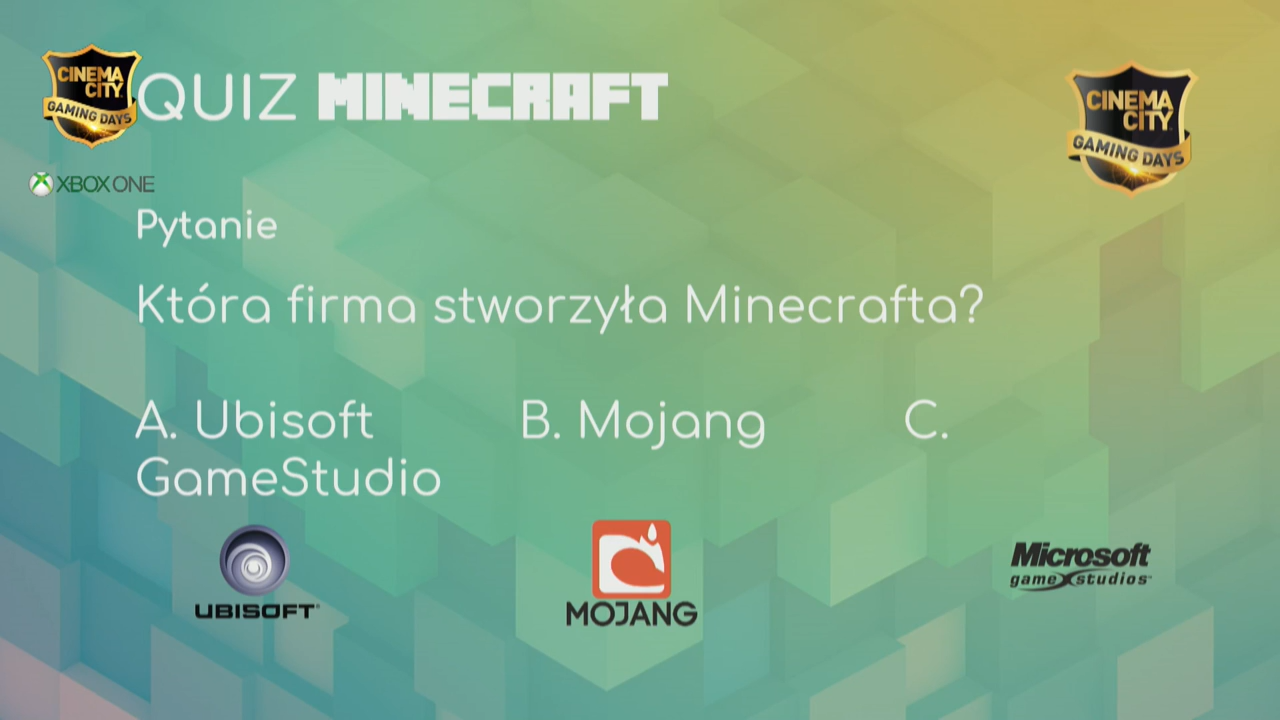 CINEMA
CITY
GAMING DAYS
QUIZ MINECRAFT
CINEMA
CITY
GAMING DAYS
XBOX ONE
Pytanie
Która firma stworzyła Minecrafta?
A. Ubisoft B. Mojang C.
GameStudio
UBISOFT
MOJANG
Microsoft
game studios